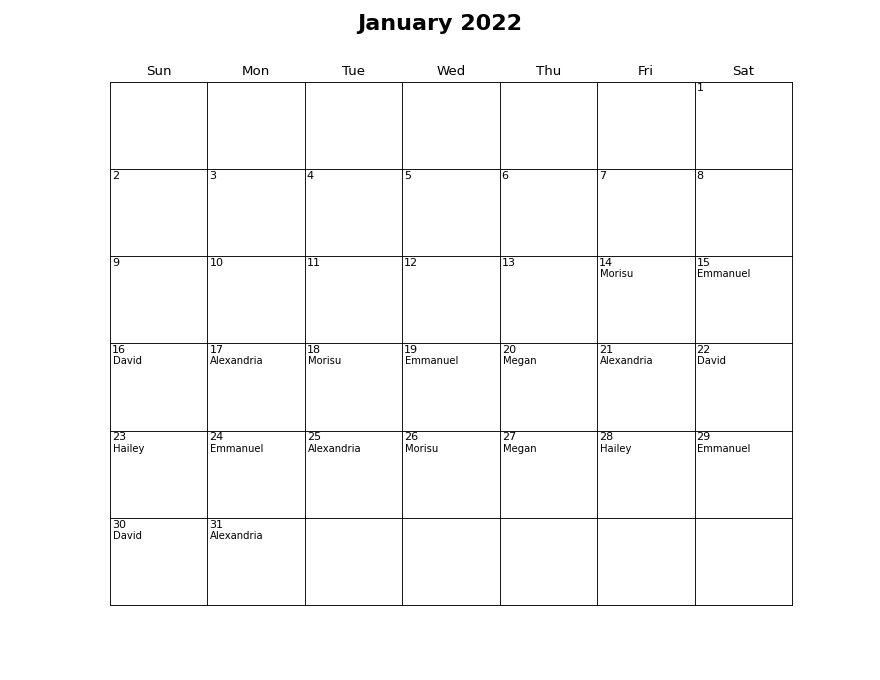 January 2022
Sun Mon Tue Wed Thu Fri Sat
1
2 3 4 5 6 7 8
9 10 11 12 13 14 15
Morisu Emmanuel
16 17 18 19 20 21 22
David Alexandria Morisu Emmanuel Megan Alexandria David
23 24 25 26 27 28 29
Hailey Emmanuel Alexandria Morisu Megan Hailey Emmanuel
30 31
David Alexandria